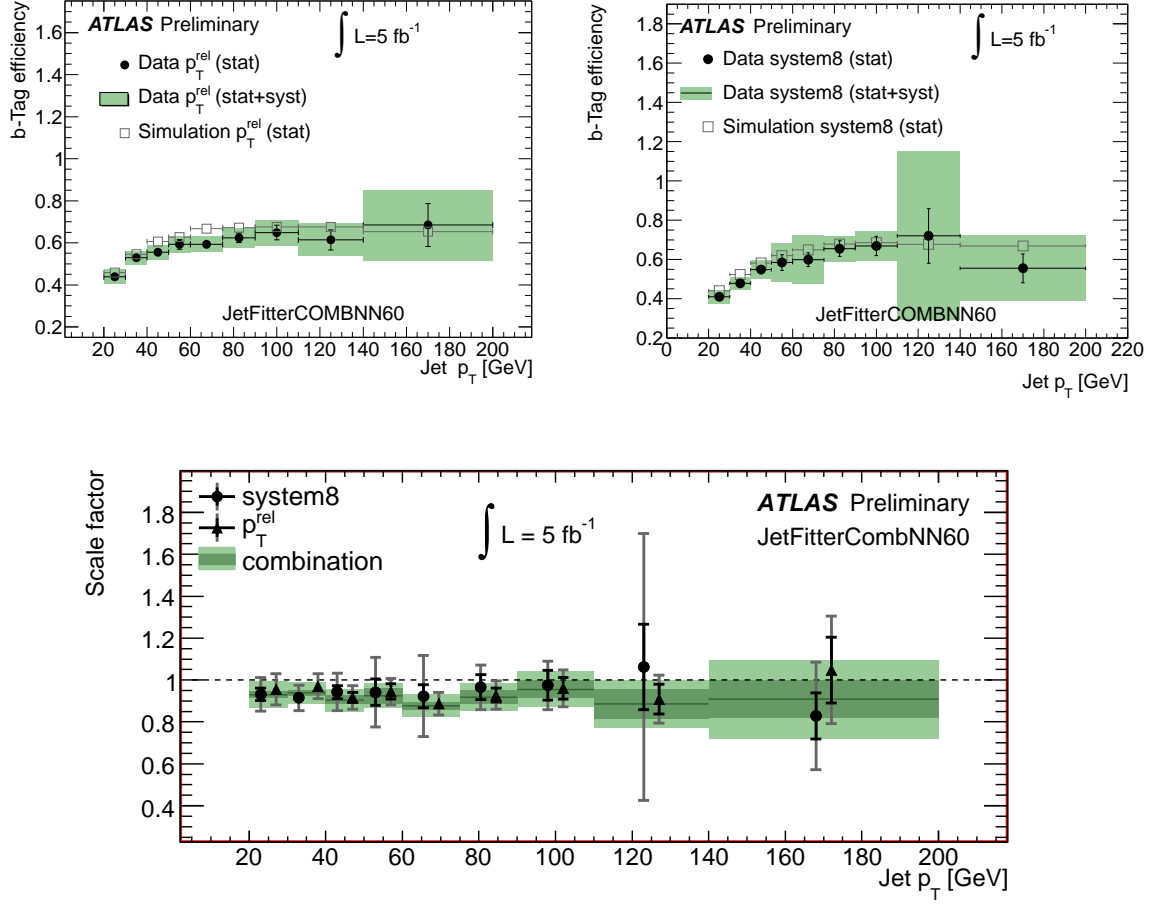 b-Tag efficiency
ATLAS Preliminary
∫ L=5 fb⁻¹
Data p_T^rel (stat)
Data p_T^rel (stat+syst)
Simulation p_T^rel (stat)
1.6
1.4
1.2
1
0.8
0.6
0.4
0.2
JetFitterCOMBNN60
20 40 60 80 100 120 140 160 180 200
Jet p_T [GeV]
b-Tag efficiency
ATLAS Preliminary
∫ L=5 fb⁻¹
Data system8 (stat)
Data system8 (stat+syst)
Simulation system8 (stat)
1.8
1.6
1.4
1.2
1
0.8
0.6
0.4
0.2
JetFitterCOMBNN60
0 20 40 60 80 100 120 140 160 180 200 220
Jet p_T [GeV]
Scale factor
system8
p_T^rel
combination
∫ L = 5 fb⁻¹
ATLAS Preliminary
JetFitterCombNN60
1.8
1.6
1.4
1.2
1
0.8
0.6
0.4
20 40 60 80 100 120 140 160 180 200
Jet p_T [GeV]